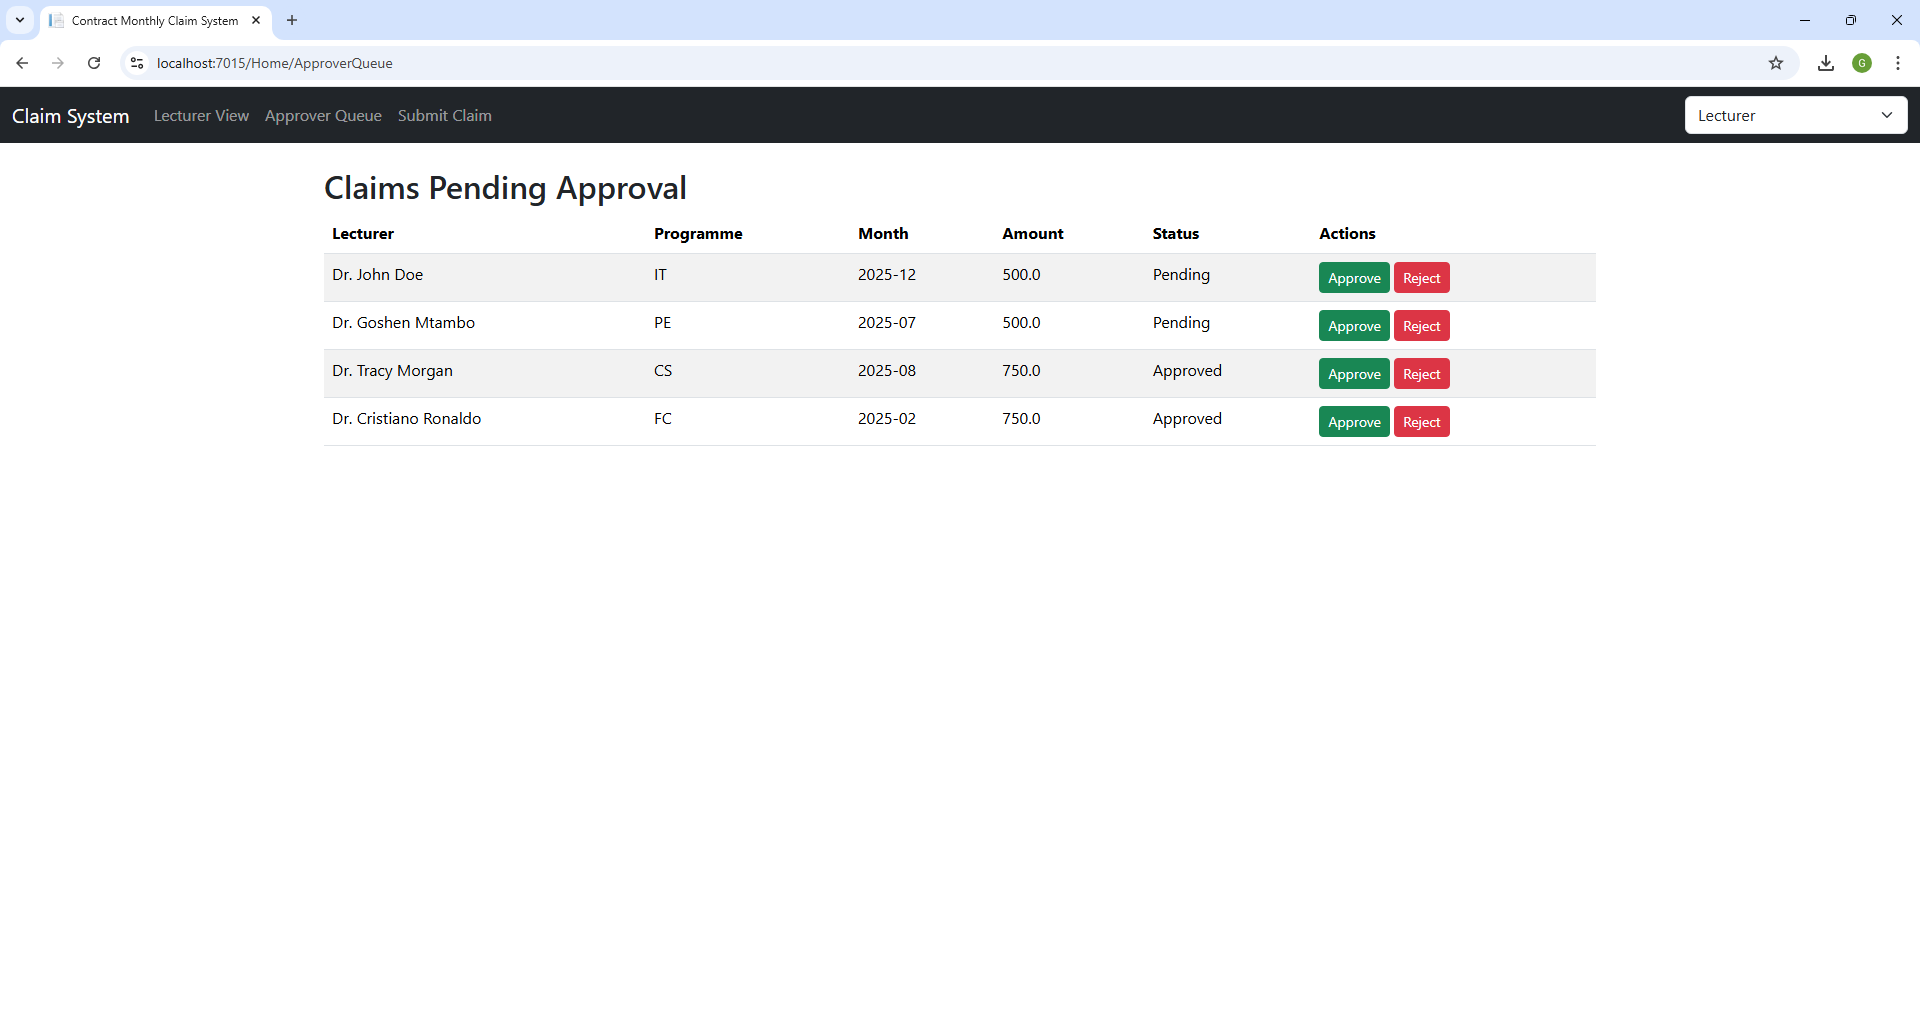 Contract Monthly Claim System
localhost:7015/Home/ApproverQueue
G
Claim System Lecturer View Approver Queue Submit Claim Lecturer
Claims Pending Approval
Lecturer Programme Month Amount Status Actions
Dr. John Doe IT 2025-12 500.0 Pending Approve Reject
Dr. Goshen Mtambo PE 2025-07 500.0 Pending Approve Reject
Dr. Tracy Morgan CS 2025-08 750.0 Approved Approve Reject
Dr. Cristiano Ronaldo FC 2025-02 750.0 Approved Approve Reject